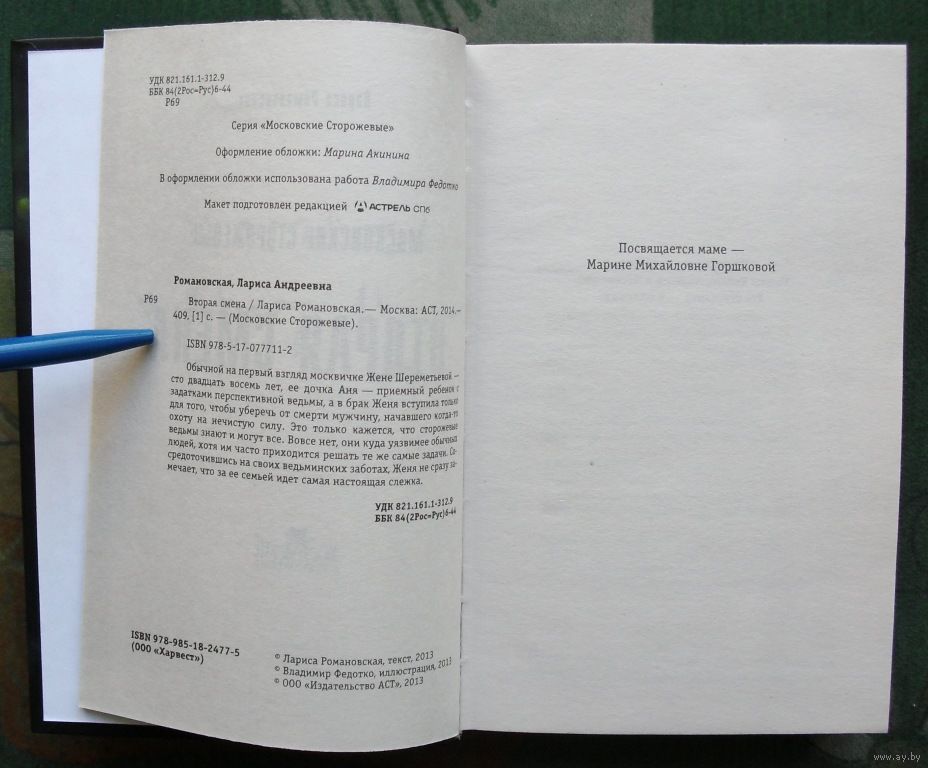 УДК 821.161.1-312.9
ББК 84(2Рос=Рус)6-44
Р69
Серия «Московские Сторожевые»
Оформление обложки: Марина Акинина
В оформлении обложки использована работа Владимира Федотко
Макет подготовлен редакцией АСТРЕЛЬ СПб
Романовская, Лариса Андреевна
Р69 Вторая смена / Лариса Романовская.— Москва: АСТ, 2014.—
409, [1] с. — (Московские Сторожевые).
ISBN 978-5-17-077711-2
Обычной на первый взгляд москвичке Жене Шереметьевой —
сто двадцать восемь лет, ее дочка Аня — приемный ребенок с
задатками перспективной ведьмы, а в брак Женя вступила только
для того, чтобы уберечь от смерти мужчину, начавшего когда-то
охоту на нечистую силу. Это только кажется, что сторожевые
ведьмы знают и могут все. Вовсе нет, они куда уязвимее обычных
людей, хотя им часто приходится решать те же самые задачи. Со-
средоточившись на своих ведьминских заботах, Женя не сразу за-
мечает, что за ее семьей идет самая настоящая слежка.
УДК 821.161.1-312.9
ББК 84(2Рос=Рус)6-44
ISBN 978-985-18-2477-5
(ООО «Харвест»)
© Лариса Романовская, текст, 2013
© Владимир Федотко, иллюстрация, 2013
© ООО «Издательство АСТ», 2013
Посвящается маме —
Марине Михайловне Горшковой
www.ay.by